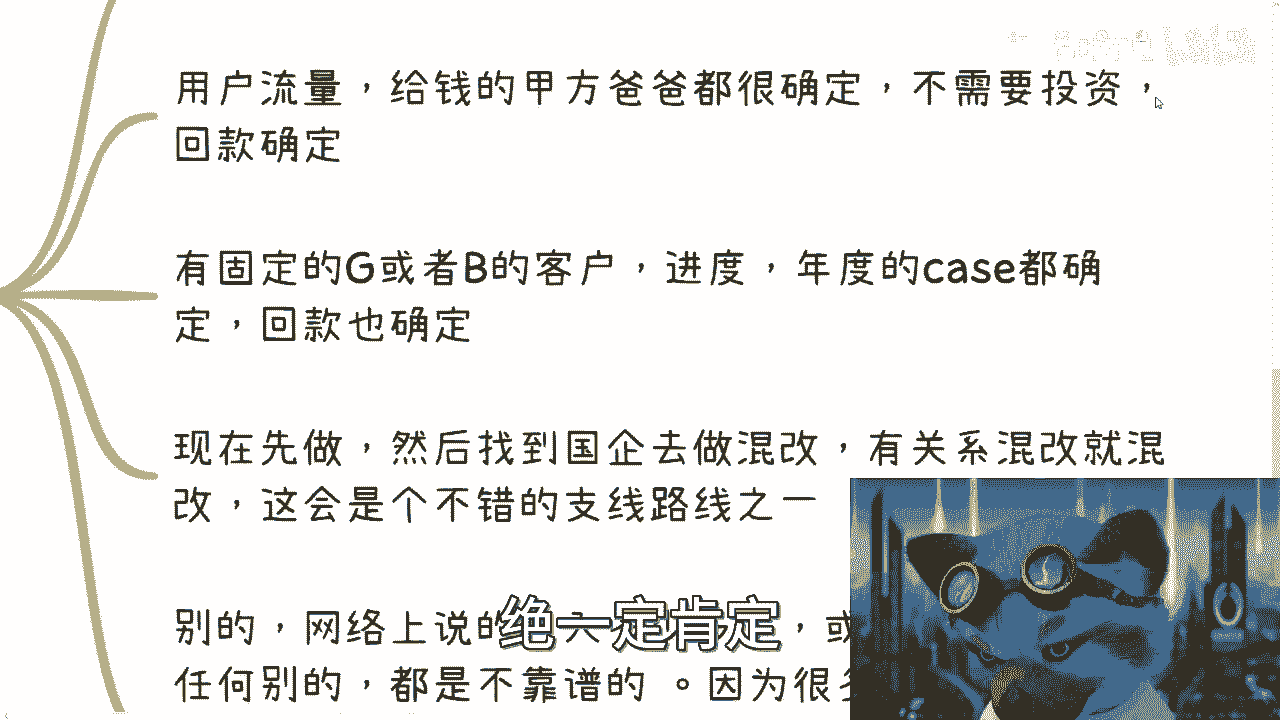 用户流量，给钱的甲方爸爸都很确定，不需要投资，
回款确定
有固定的G或者B的客户，进度，年度的case都确
定，回款也确定
现在先做，然后找到国企去做混改，有关系混改就混
改，这会是个不错的支线路线之一
别的，网络上说的
绝一定肯定
任何别的，都是不靠谱的。因为很多